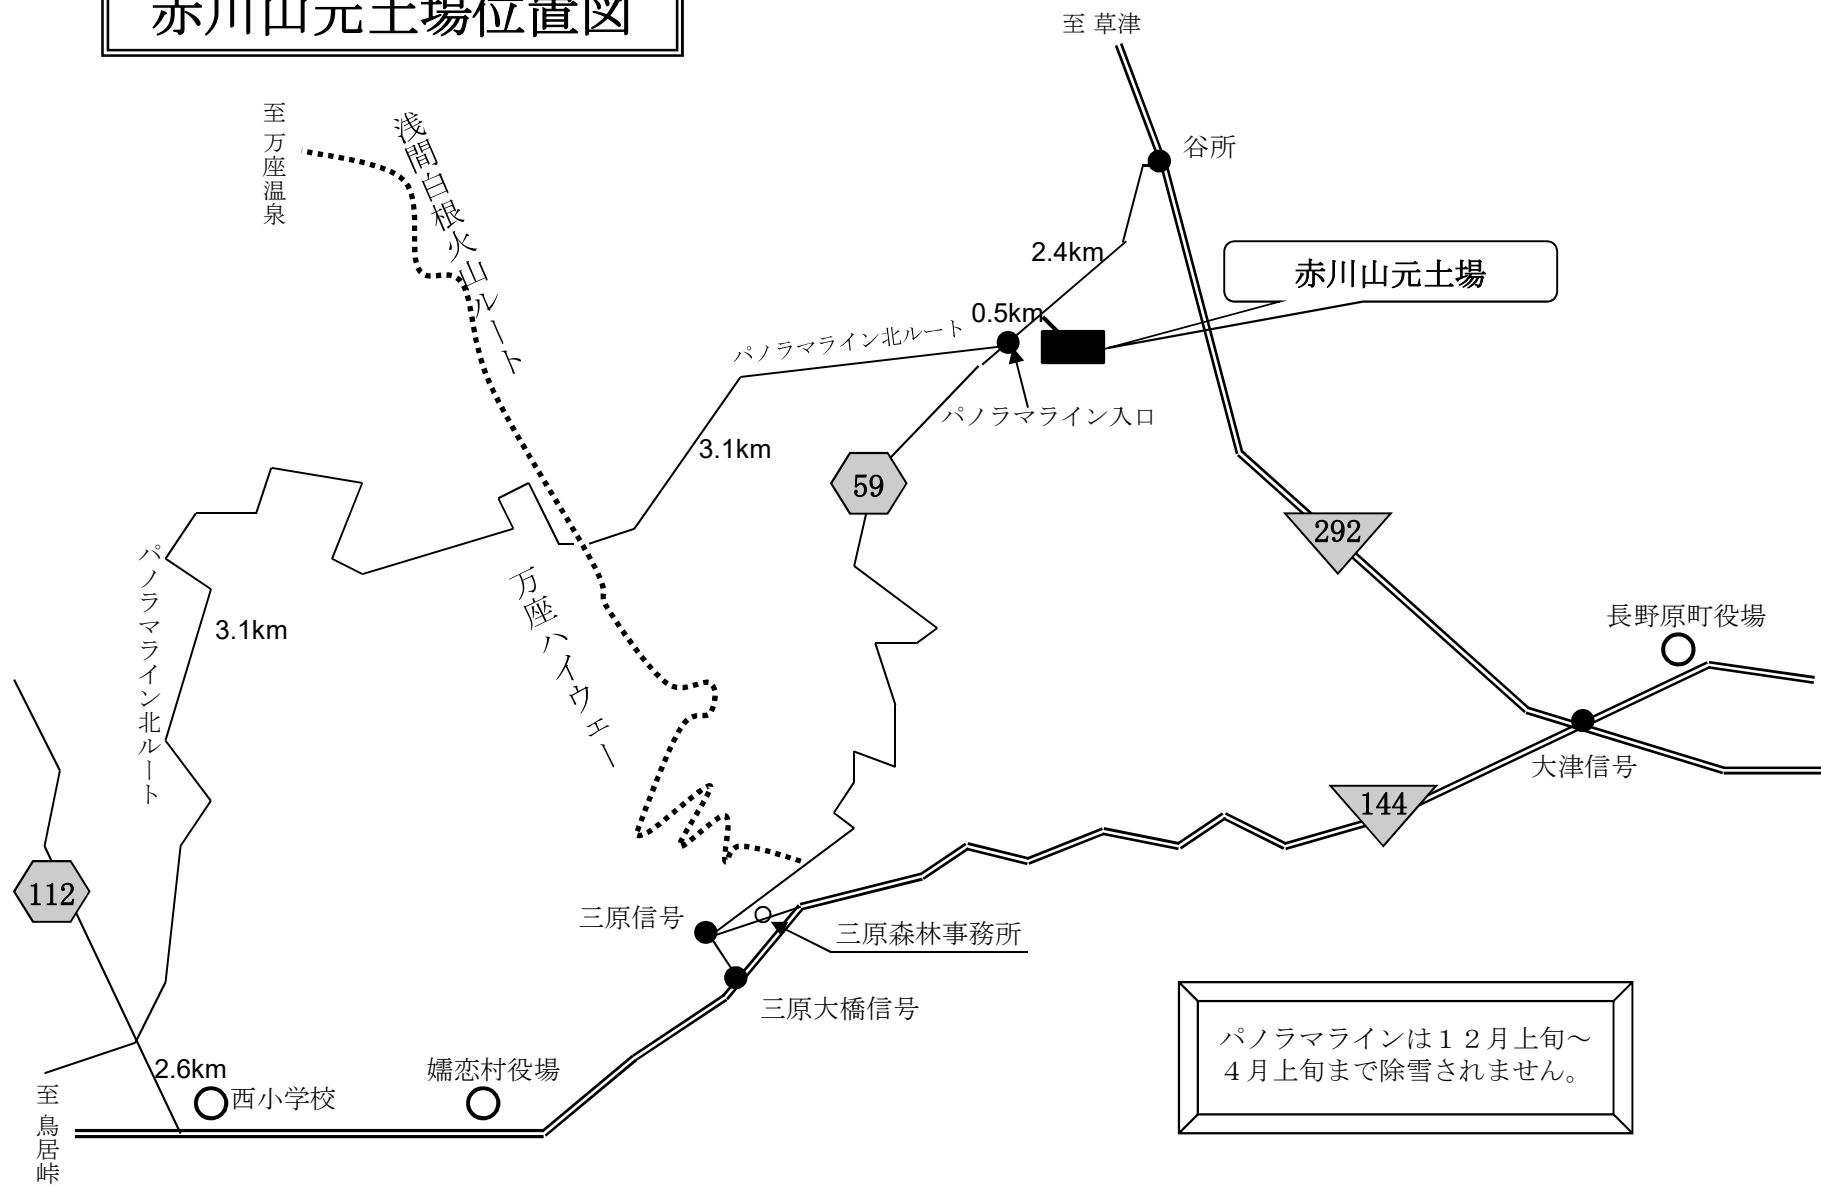 赤川山元土場位置図
至 草津
谷所
至 万座温泉
浅間白根火山ルート
2.4km
赤川山元土場
0.5km
パノラマライン北ルート
パノラマライン入口
3.1km
59
292
パノラマライン北ルート
3.1km
万座ハイウェー
長野原町役場
大津信号
144
112
三原信号
三原森林事務所
三原大橋信号
パノラマラインは１２月上旬～
４月上旬まで除雪されません。
2.6km
西小学校
嬬恋村役場
至 鳥居峠